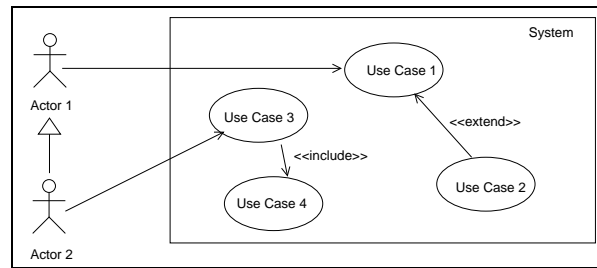 System
Use Case 1
Actor 1
Use Case 3
<<extend>>
<<include>>
Use Case 2
Use Case 4
Actor 2